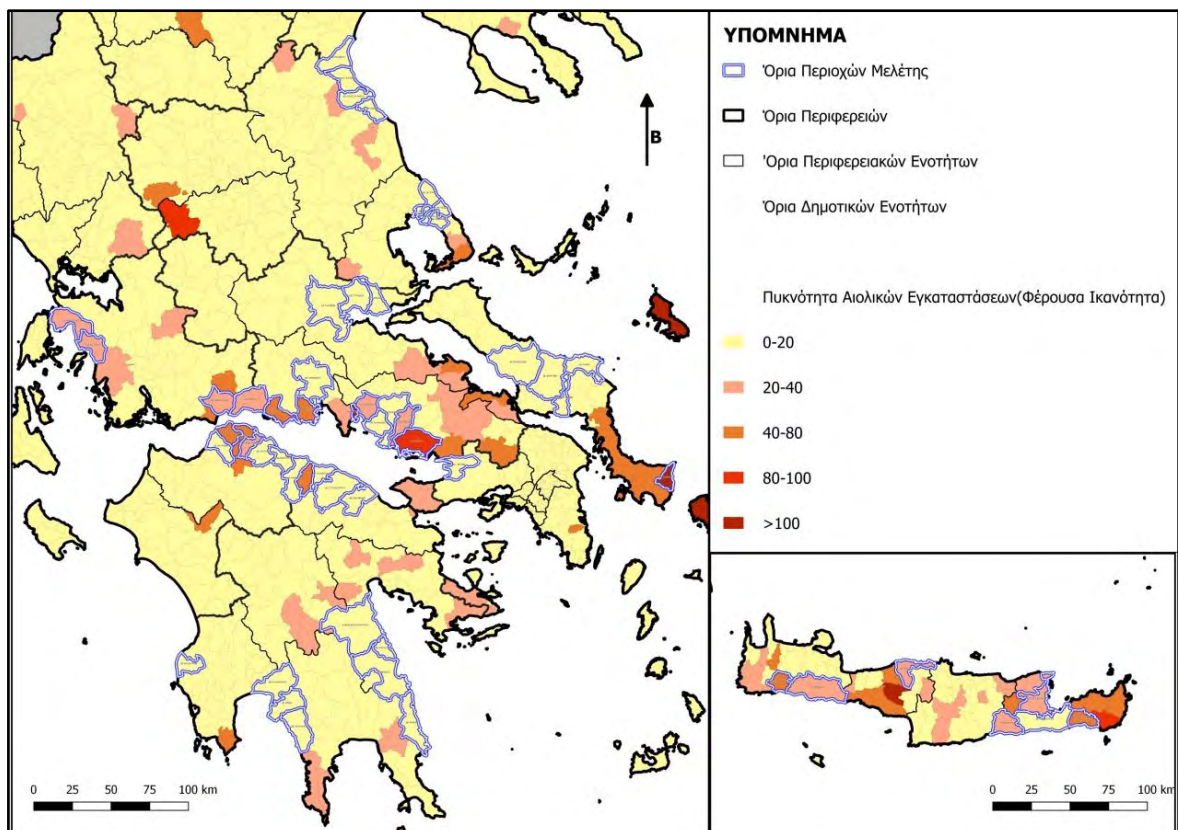 ΥΠΟΜΝΗΜΑ
Όρια Περιοχών Μελέτης
Όρια Περιφερειών
Όρια Περιφερειακών Ενοτήτων
Όρια Δημοτικών Ενοτήτων
Πυκνότητα Αιολικών Εγκαταστάσεων(Φέρουσα Ικανότητα)
0-20
20-40
40-80
80-100
>100
Β
0 25 50 75 100 km
0 25 50 75 100 km